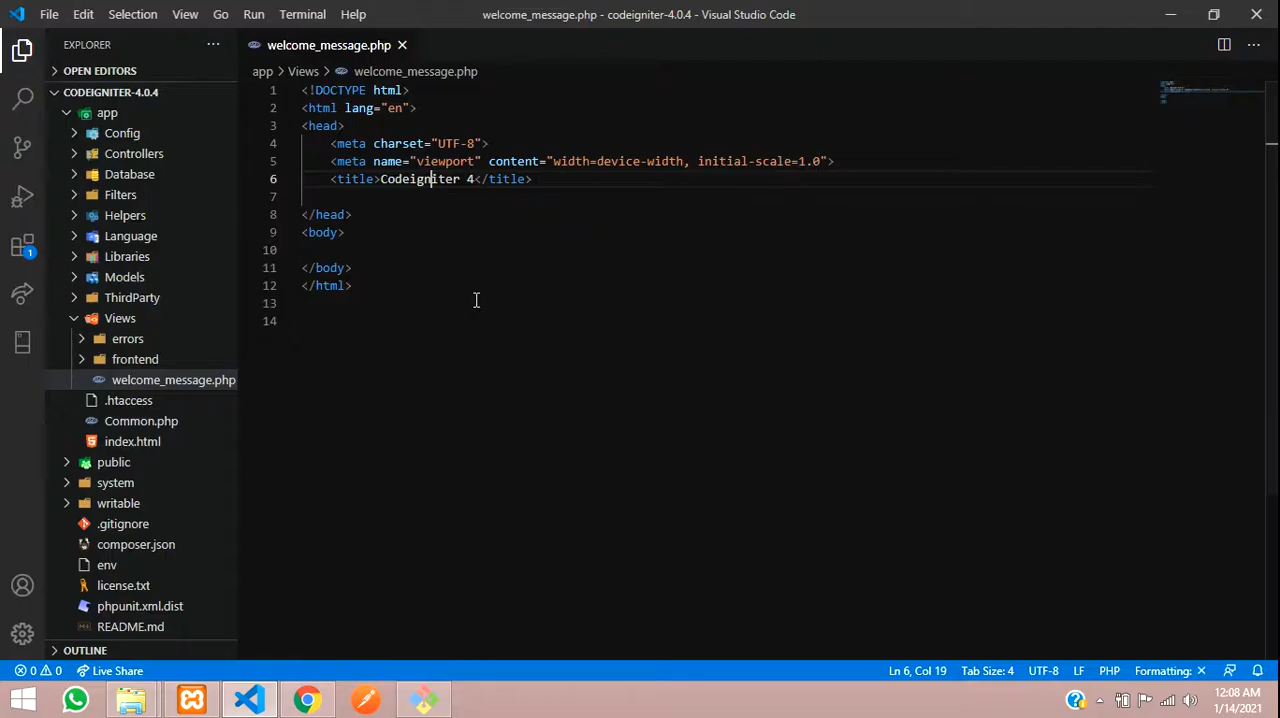 File Edit Selection View Go Run Terminal Help
welcome_message.php - codeigniter-4.0.4 - Visual Studio Code
EXPLORER
OPEN EDITORS
CODEIGNITER-4.0.4
app
Config
Controllers
Database
Filters
Helpers
Language
Libraries
Models
ThirdParty
Views
errors
frontend
welcome_message.php
.htaccess
Common.php
index.html
public
system
writable
.gitignore
composer.json
env
license.txt
phpunit.xml.dist
README.md
OUTLINE
1
welcome_message.php
app > Views > welcome_message.php
1 <!DOCTYPE html>
2 <html lang="en">
3 <head>
4 <meta charset="UTF-8">
5 <meta name="viewport" content="width=device-width, initial-scale=1.0">
6 <title>Codeigniter 4</title>
7
8 </head>
9 <body>
10
11 </body>
12 </html>
13
14
0 0 Live Share
Ln 6, Col 19 Tab Size: 4 UTF-8 LF PHP Formatting: ×
12:08 AM
1/14/2021